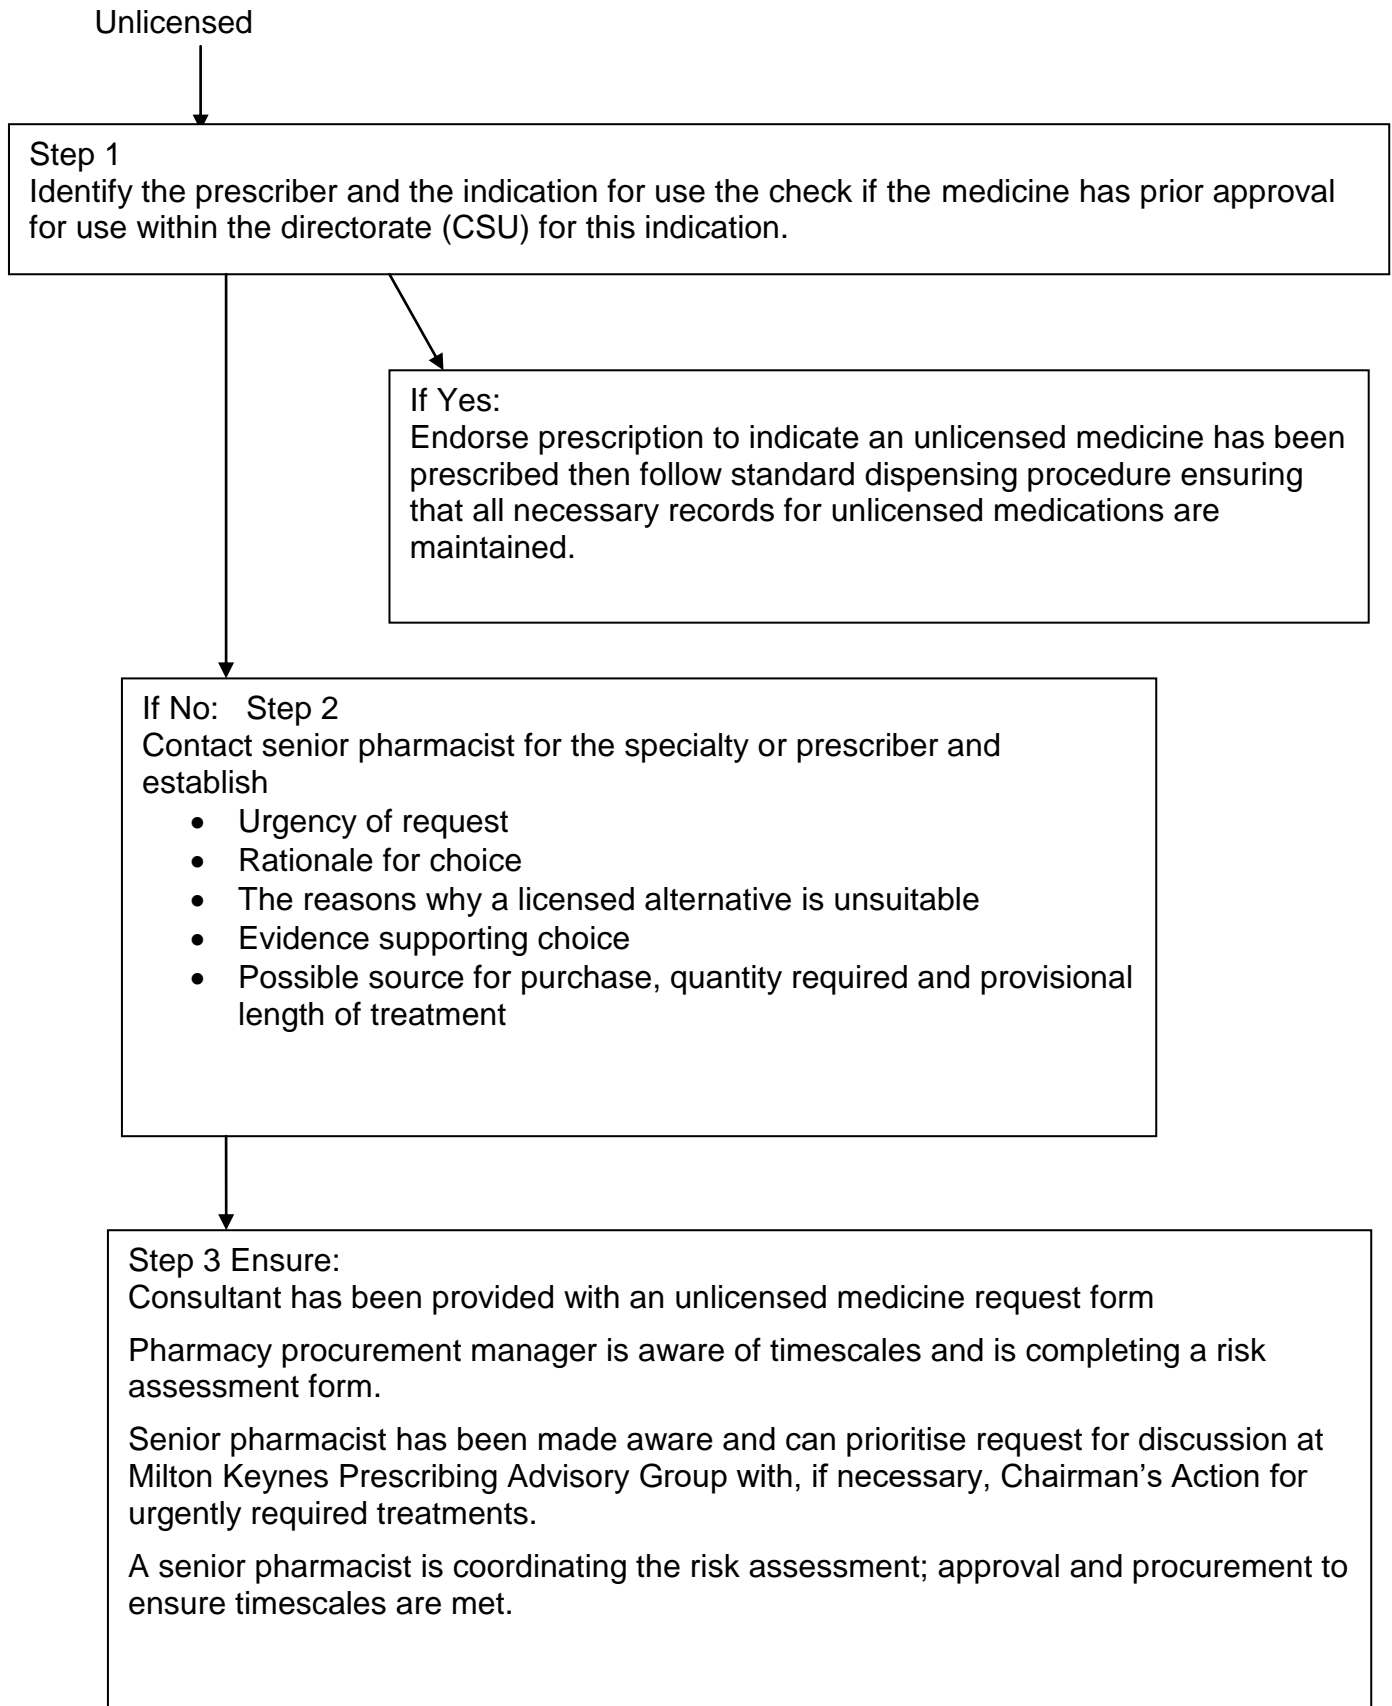 Unlicensed
Step 1
Identify the prescriber and the indication for use the check if the medicine has prior approval
for use within the directorate (CSU) for this indication.
If Yes:
Endorse prescription to indicate an unlicensed medicine has been
prescribed then follow standard dispensing procedure ensuring
that all necessary records for unlicensed medications are
maintained.
If No:   Step 2
Contact senior pharmacist for the specialty or prescriber and
establish
• Urgency of request
• Rationale for choice
• The reasons why a licensed alternative is unsuitable
• Evidence supporting choice
• Possible source for purchase, quantity required and provisional
length of treatment
Step 3 Ensure:
Consultant has been provided with an unlicensed medicine request form
Pharmacy procurement manager is aware of timescales and is completing a risk
assessment form.
Senior pharmacist has been made aware and can prioritise request for discussion at
Milton Keynes Prescribing Advisory Group with, if necessary, Chairman’s Action for
urgently required treatments.
A senior pharmacist is coordinating the risk assessment; approval and procurement to
ensure timescales are met.